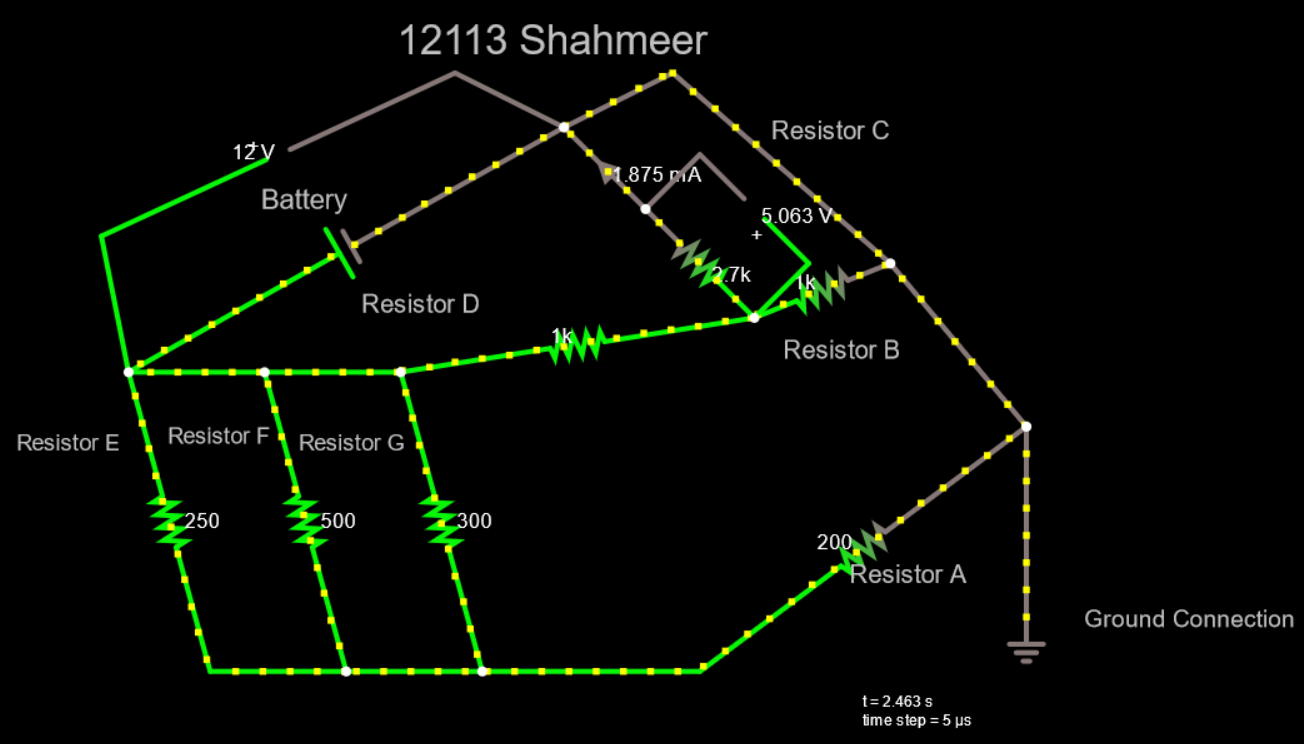 12113 Shahmeer
Resistor C
12 V
+
1.875 mA
Battery
5.063 V
+
2.7k
1k
Resistor D
1k
Resistor B
Resistor E
Resistor F
Resistor G
250
500
300
200
Resistor A
Ground Connection
t = 2.463 s
time step = 5 µs